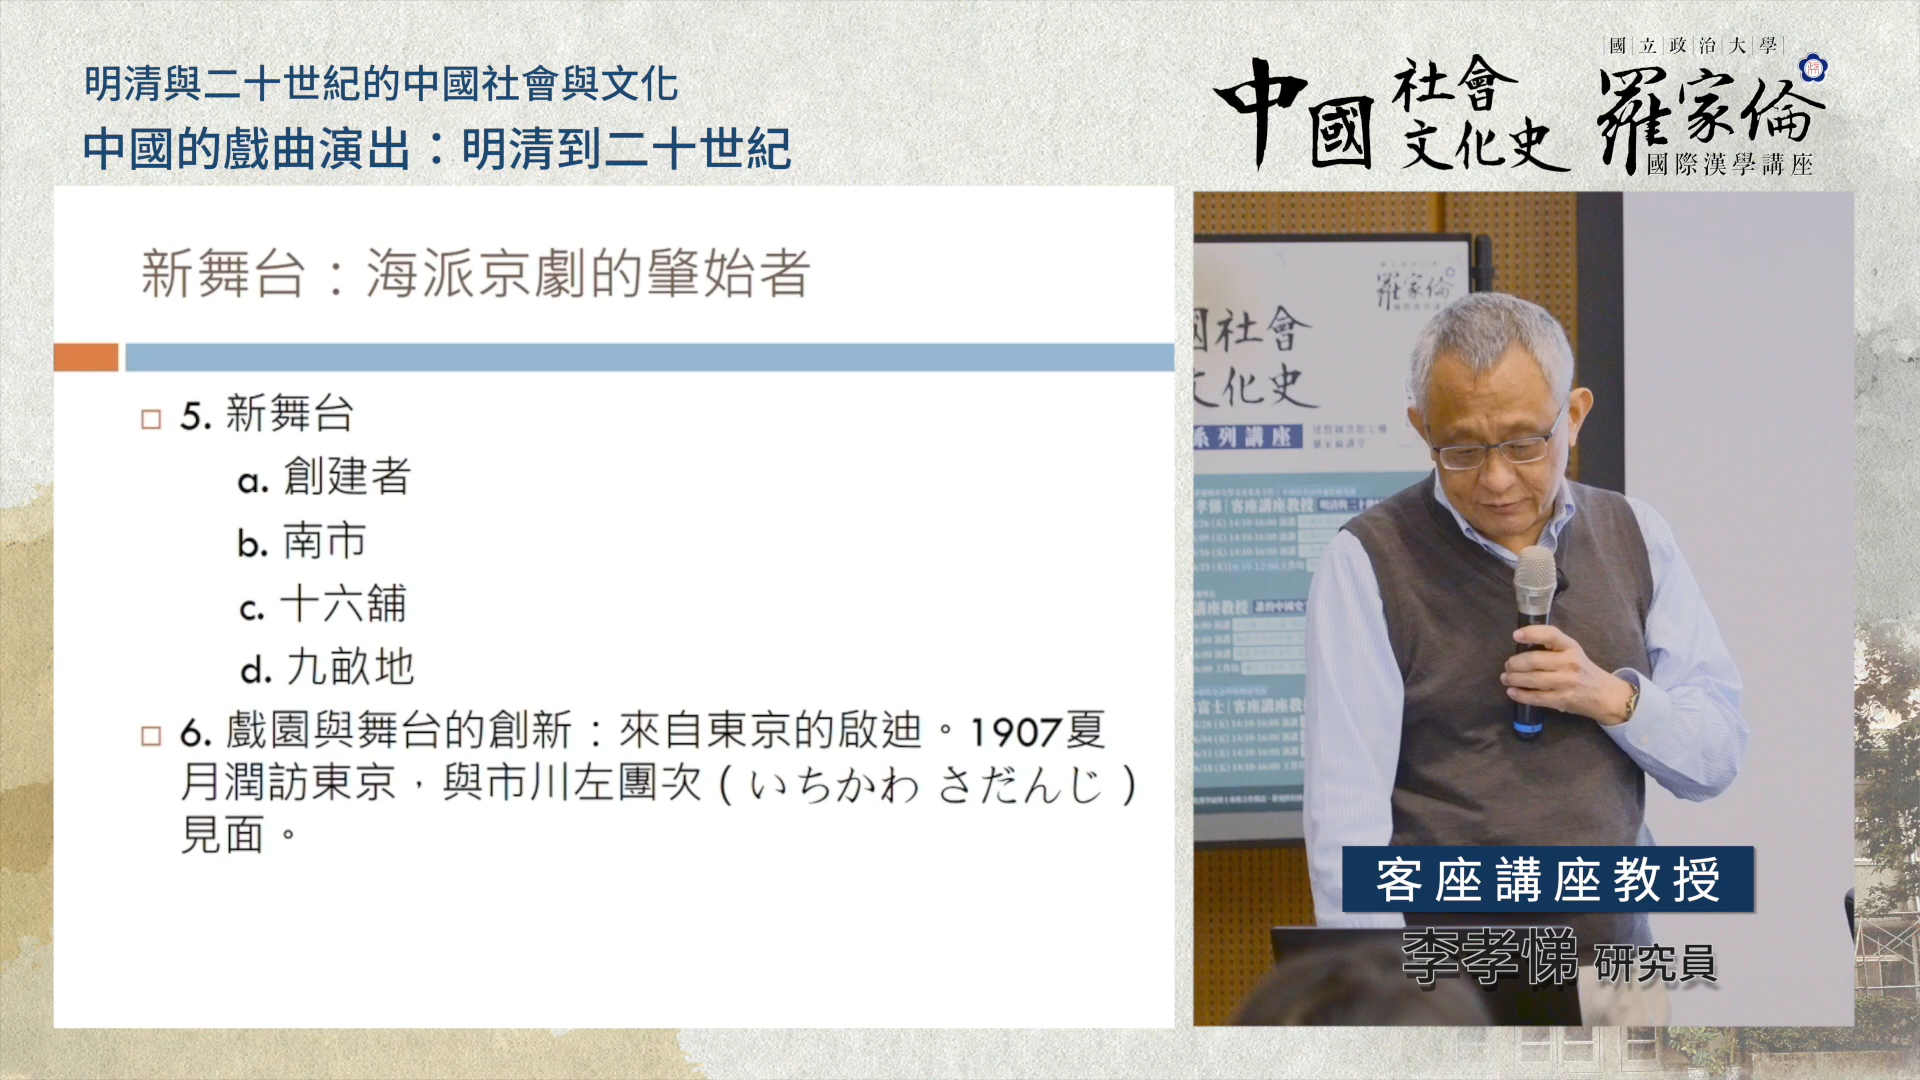 明清與二十世紀的中國社會與文化
中國的戲曲演出：明清到二十世紀
中國社會文化史
國立政治大學
羅家倫
國際漢學講座
新舞台：海派京劇的肇始者
5. 新舞台
a. 創建者
b. 南市
c. 十六舖
d. 九畝地
6. 戲園與舞台的創新：來自東京的啟迪。1907夏
月潤訪東京，與市川左團次（いちかわ さだんじ）
見面。
羅家倫
國社會
文化史
系列講座
客座講座教授
李孝悌 研究員